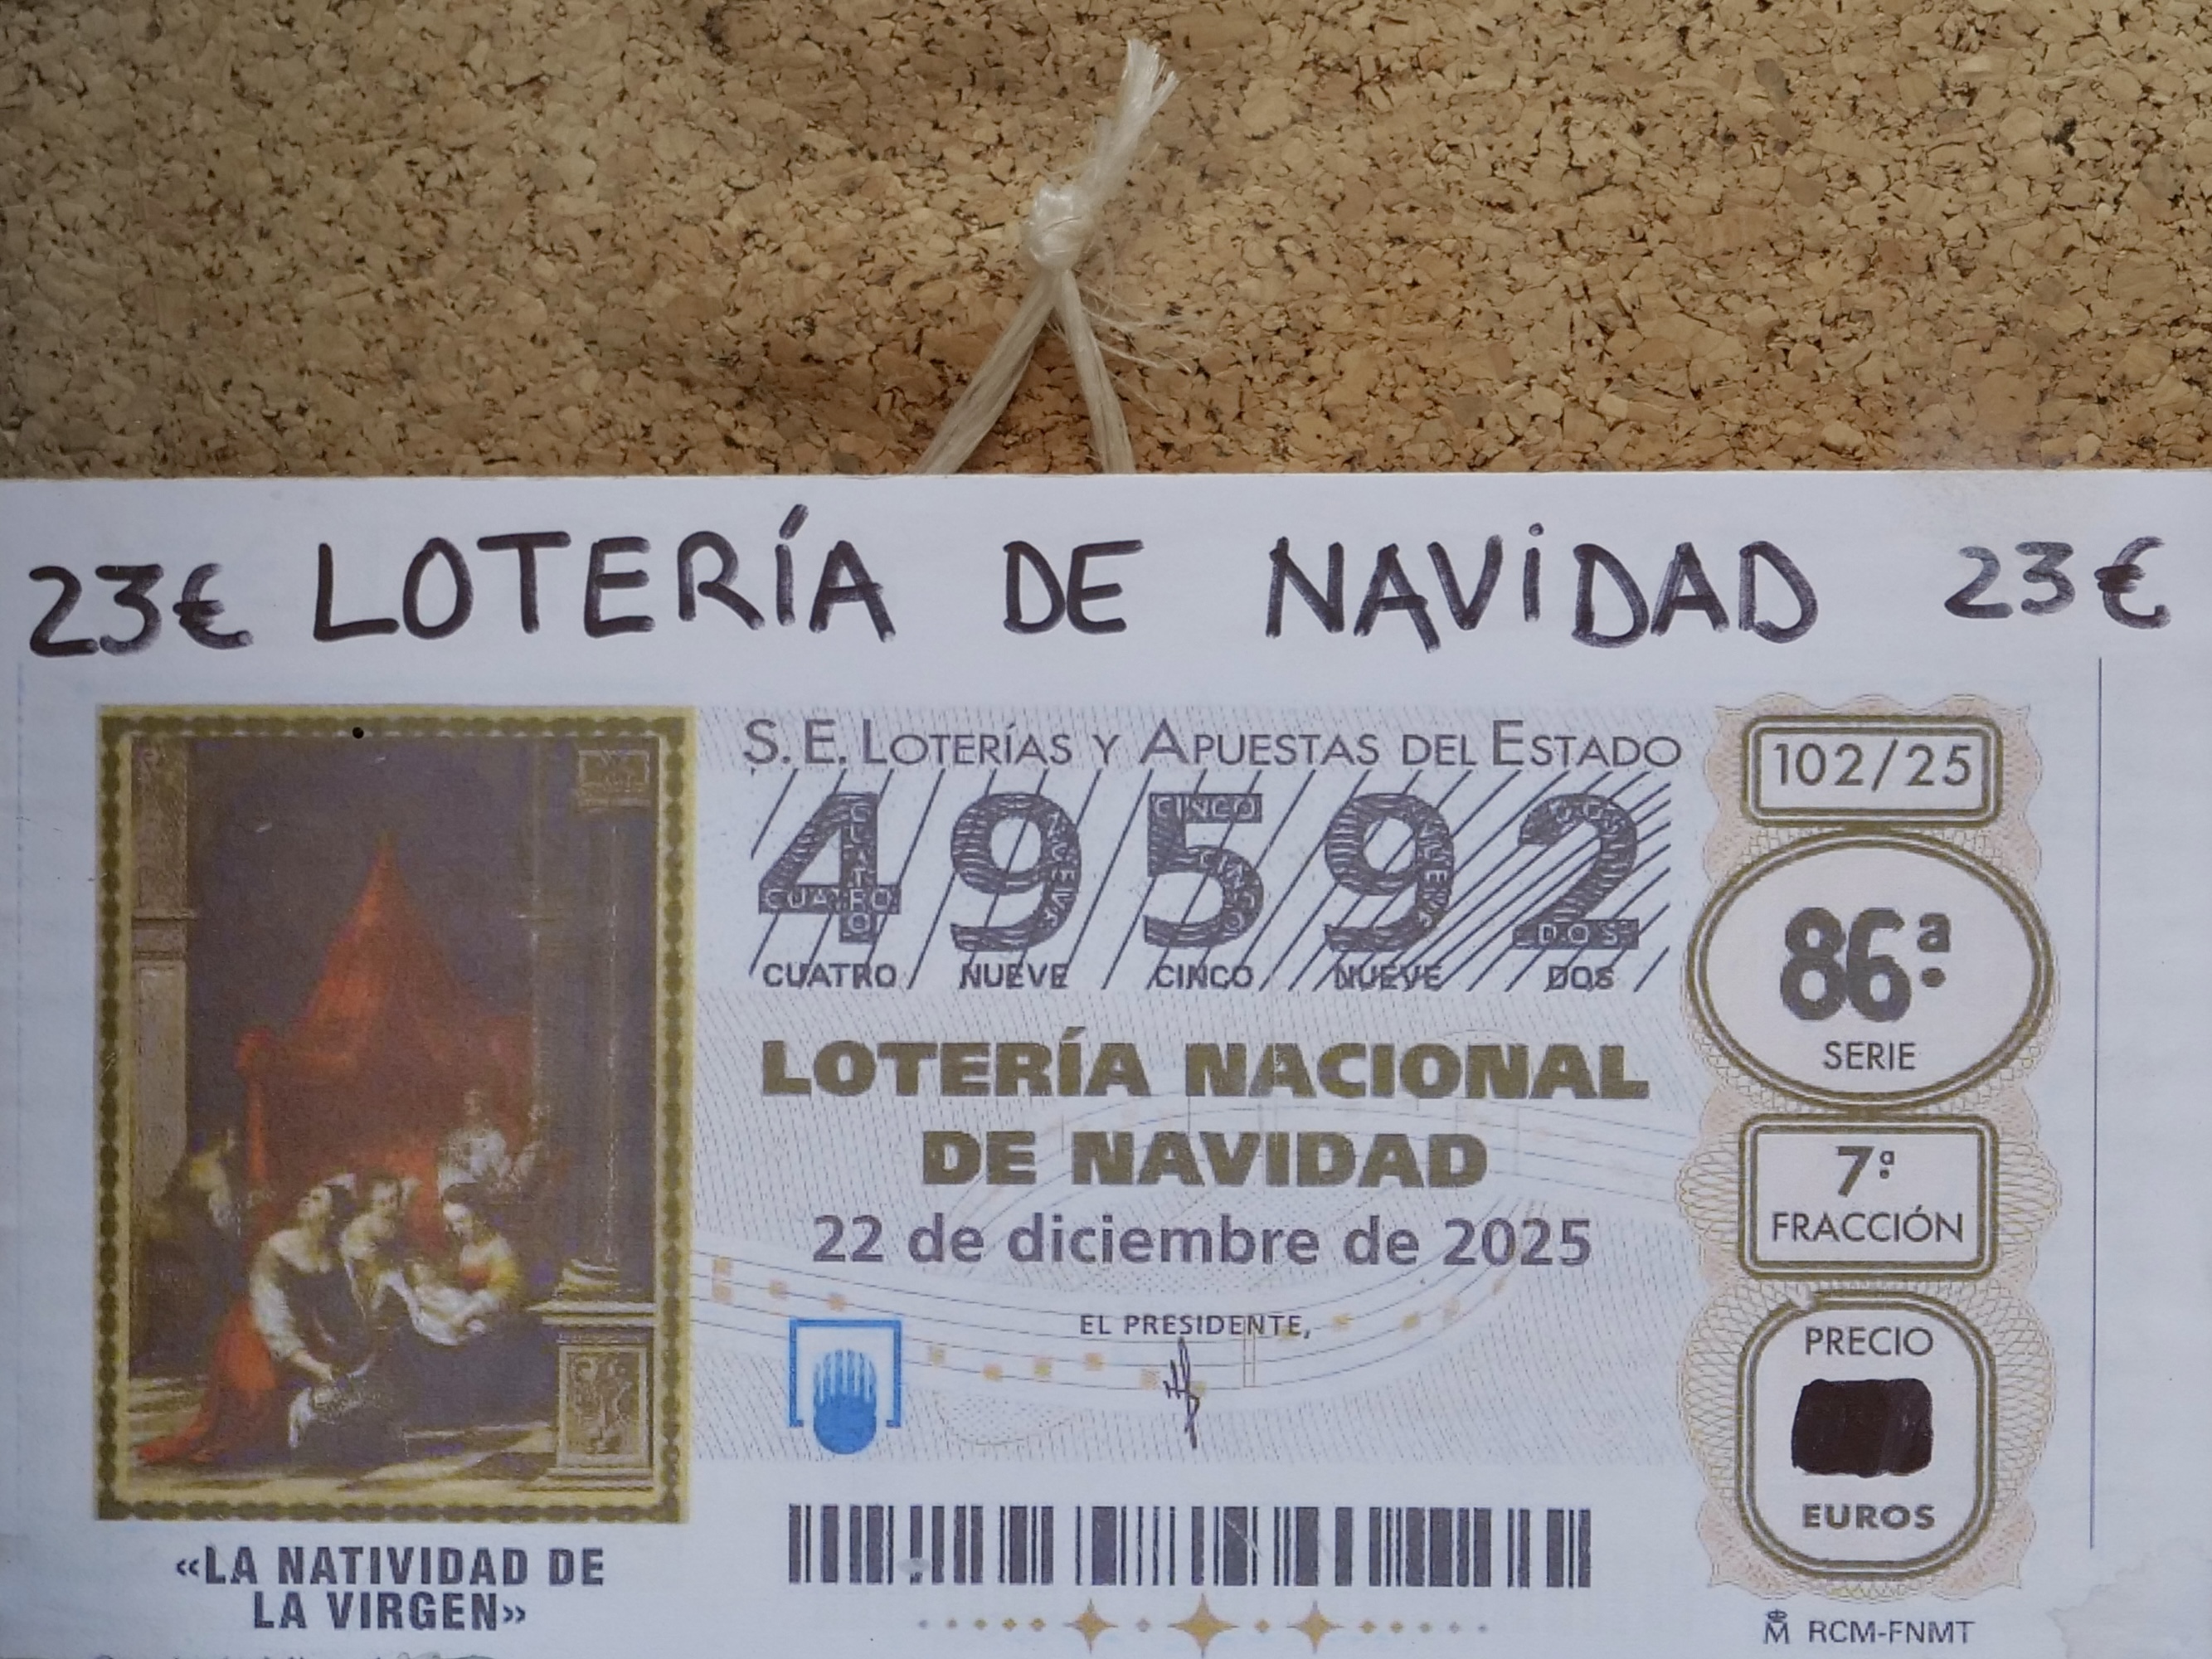 23€ LOTERÍA DE NAVIDAD 23€
S.E. LOTERÍAS Y APUESTAS DEL ESTADO
49592
CUATRO NUEVE CINCO NUEVE DOS
LOTERÍA NACIONAL
DE NAVIDAD
22 de diciembre de 2025
EL PRESIDENTE,
102/25
86ª
SERIE
7ª
FRACCIÓN
PRECIO
EUROS
«LA NATIVIDAD DE
LA VIRGEN»
RCM-FNMT